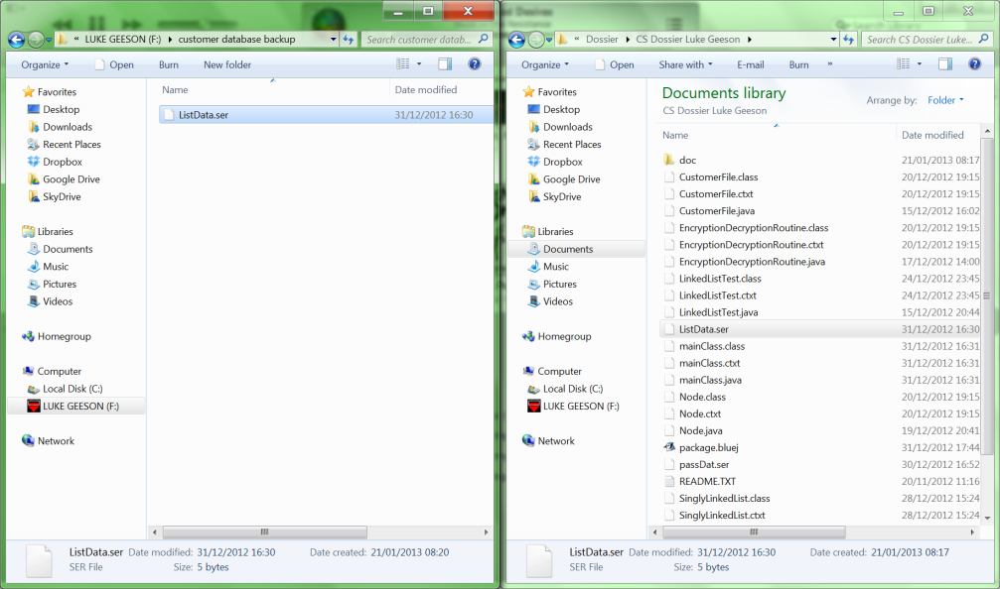 « LUKE GEESON (F:) ▸ customer database backup
Search customer datab...
Organize
Open
Burn
New folder
Favorites
Desktop
Downloads
Recent Places
Dropbox
Google Drive
SkyDrive
Libraries
Documents
Music
Pictures
Videos
Homegroup
Computer
Local Disk (C:)
LUKE GEESON (F:)
Network
Name Date modified
ListData.ser 31/12/2012 16:30
ListData.ser Date modified: 31/12/2012 16:30 Date created: 21/01/2013 08:20
SER File Size: 5 bytes
« Dossier ▸ CS Dossier Luke Geeson ▸
Search CS Dossier Luke...
Organize
Open
Share with
E-mail
Burn
»
Favorites
Desktop
Downloads
Recent Places
Dropbox
Google Drive
SkyDrive
Libraries
Documents
Music
Pictures
Videos
Homegroup
Computer
Local Disk (C:)
LUKE GEESON (F:)
Network
Documents library
CS Dossier Luke Geeson
Arrange by: Folder
Name Date modified
doc 21/01/2013 08:17
CustomerFile.class 20/12/2012 19:15
CustomerFile.ctxt 20/12/2012 19:15
CustomerFile.java 15/12/2012 16:02
EncryptionDecryptionRoutine.class 20/12/2012 19:15
EncryptionDecryptionRoutine.ctxt 20/12/2012 19:15
EncryptionDecryptionRoutine.java 17/12/2012 14:00
LinkedListTest.class 24/12/2012 23:45
LinkedListTest.ctxt 24/12/2012 23:45
LinkedListTest.java 15/12/2012 20:44
ListData.ser 31/12/2012 16:30
mainClass.class 31/12/2012 16:31
mainClass.ctxt 31/12/2012 16:31
mainClass.java 31/12/2012 16:31
Node.class 20/12/2012 19:15
Node.ctxt 20/12/2012 19:15
Node.java 19/12/2012 20:41
package.bluej 31/12/2012 17:44
passDat.ser 30/12/2012 16:52
README.TXT 20/11/2012 11:16
SinglyLinkedList.class 28/12/2012 15:24
SinglyLinkedList.ctxt 28/12/2012 15:24
ListData.ser Date modified: 31/12/2012 16:30 Date created: 21/01/2013 08:17
SER File Size: 5 bytes